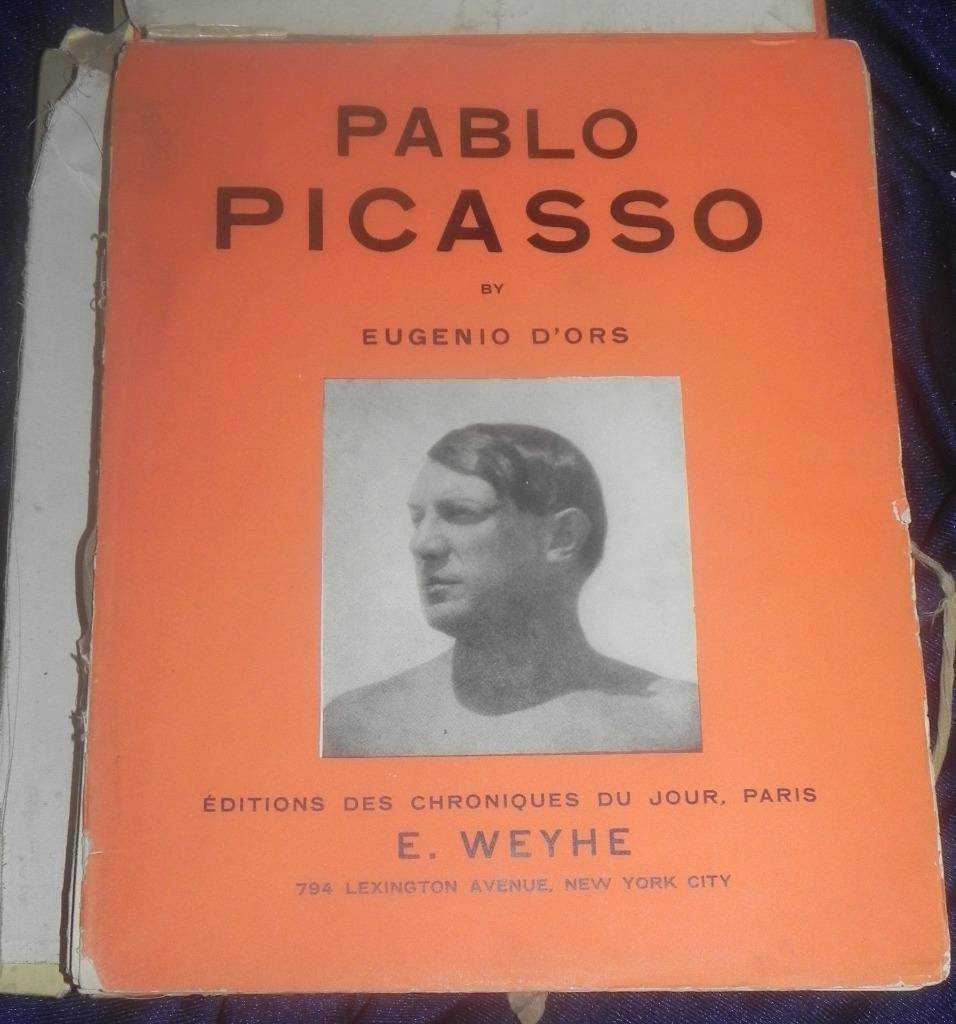 PABLO
PICASSO
BY
EUGENIO D'ORS
ÉDITIONS DES CHRONIQUES DU JOUR, PARIS
E. WEYHE
794 LEXINGTON AVENUE, NEW YORK CITY